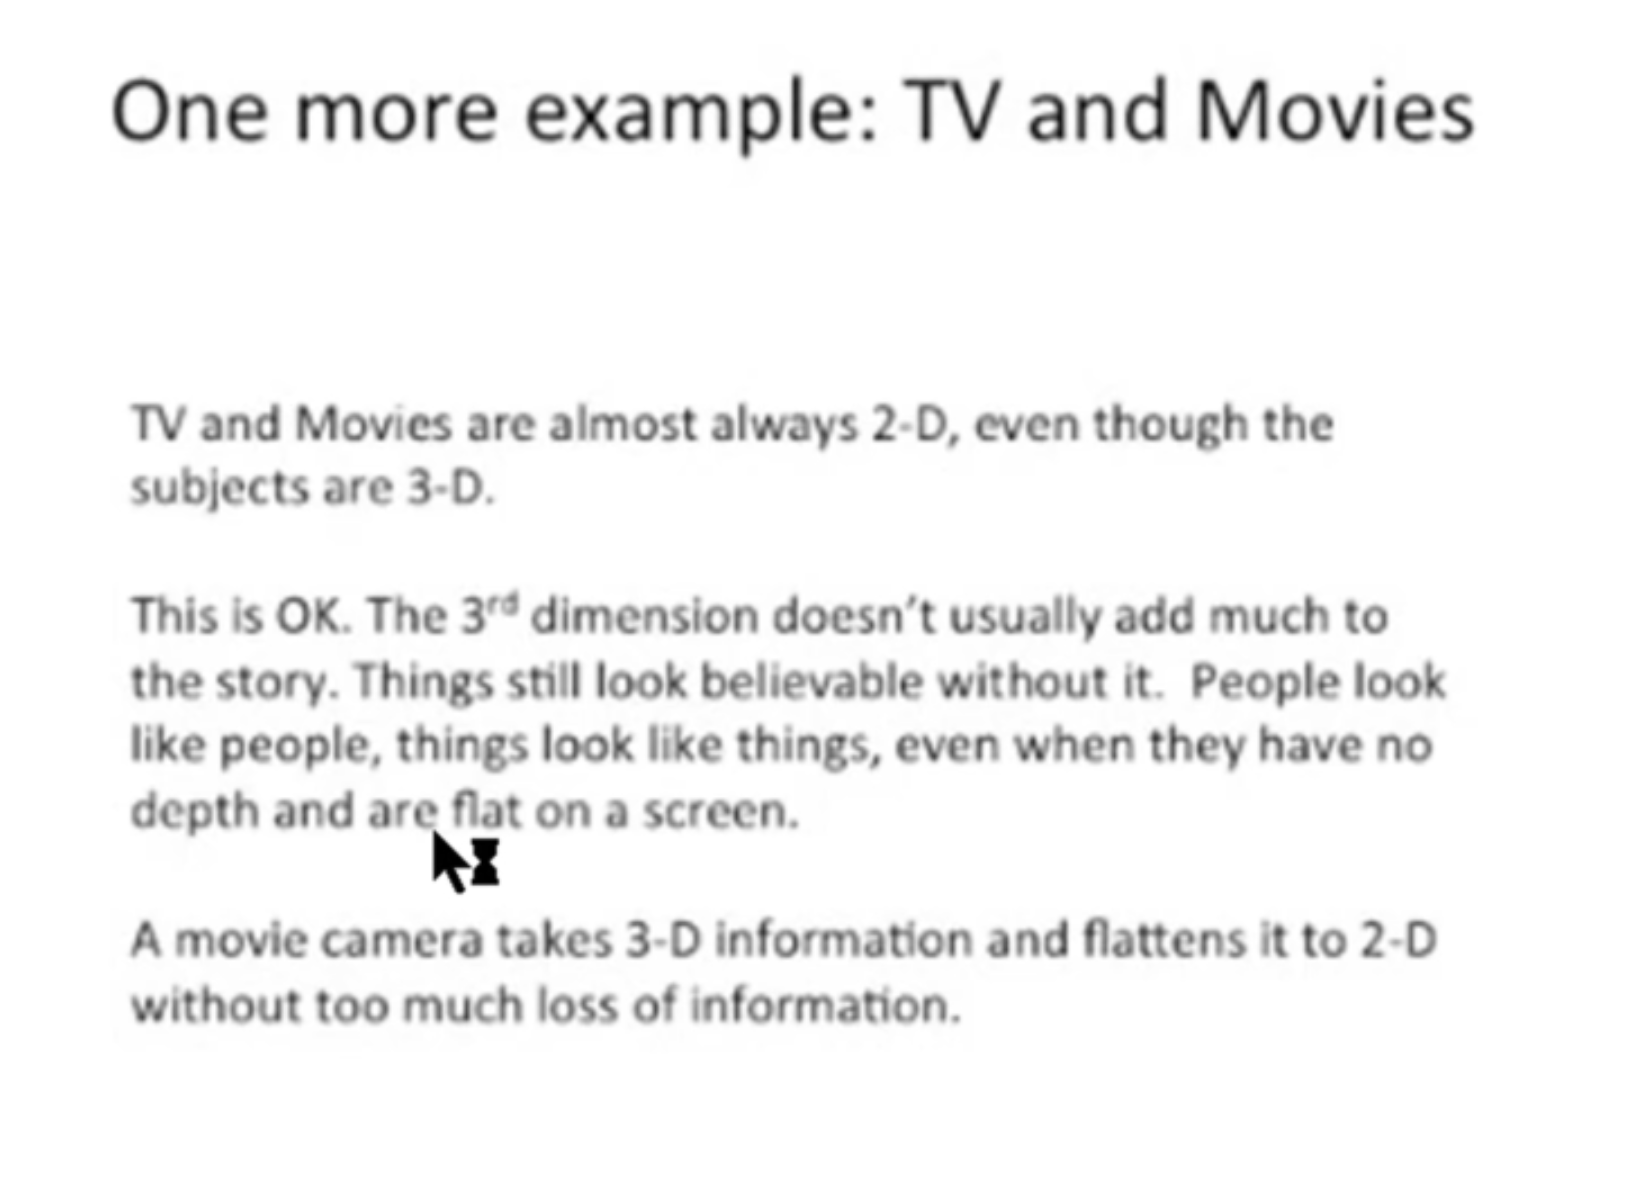 One more example: TV and Movies
TV and Movies are almost always 2-D, even though the
subjects are 3-D.
This is OK. The 3rd dimension doesn’t usually add much to
the story. Things still look believable without it.  People look
like people, things look like things, even when they have no
depth and are flat on a screen.
A movie camera takes 3-D information and flattens it to 2-D
without too much loss of information.